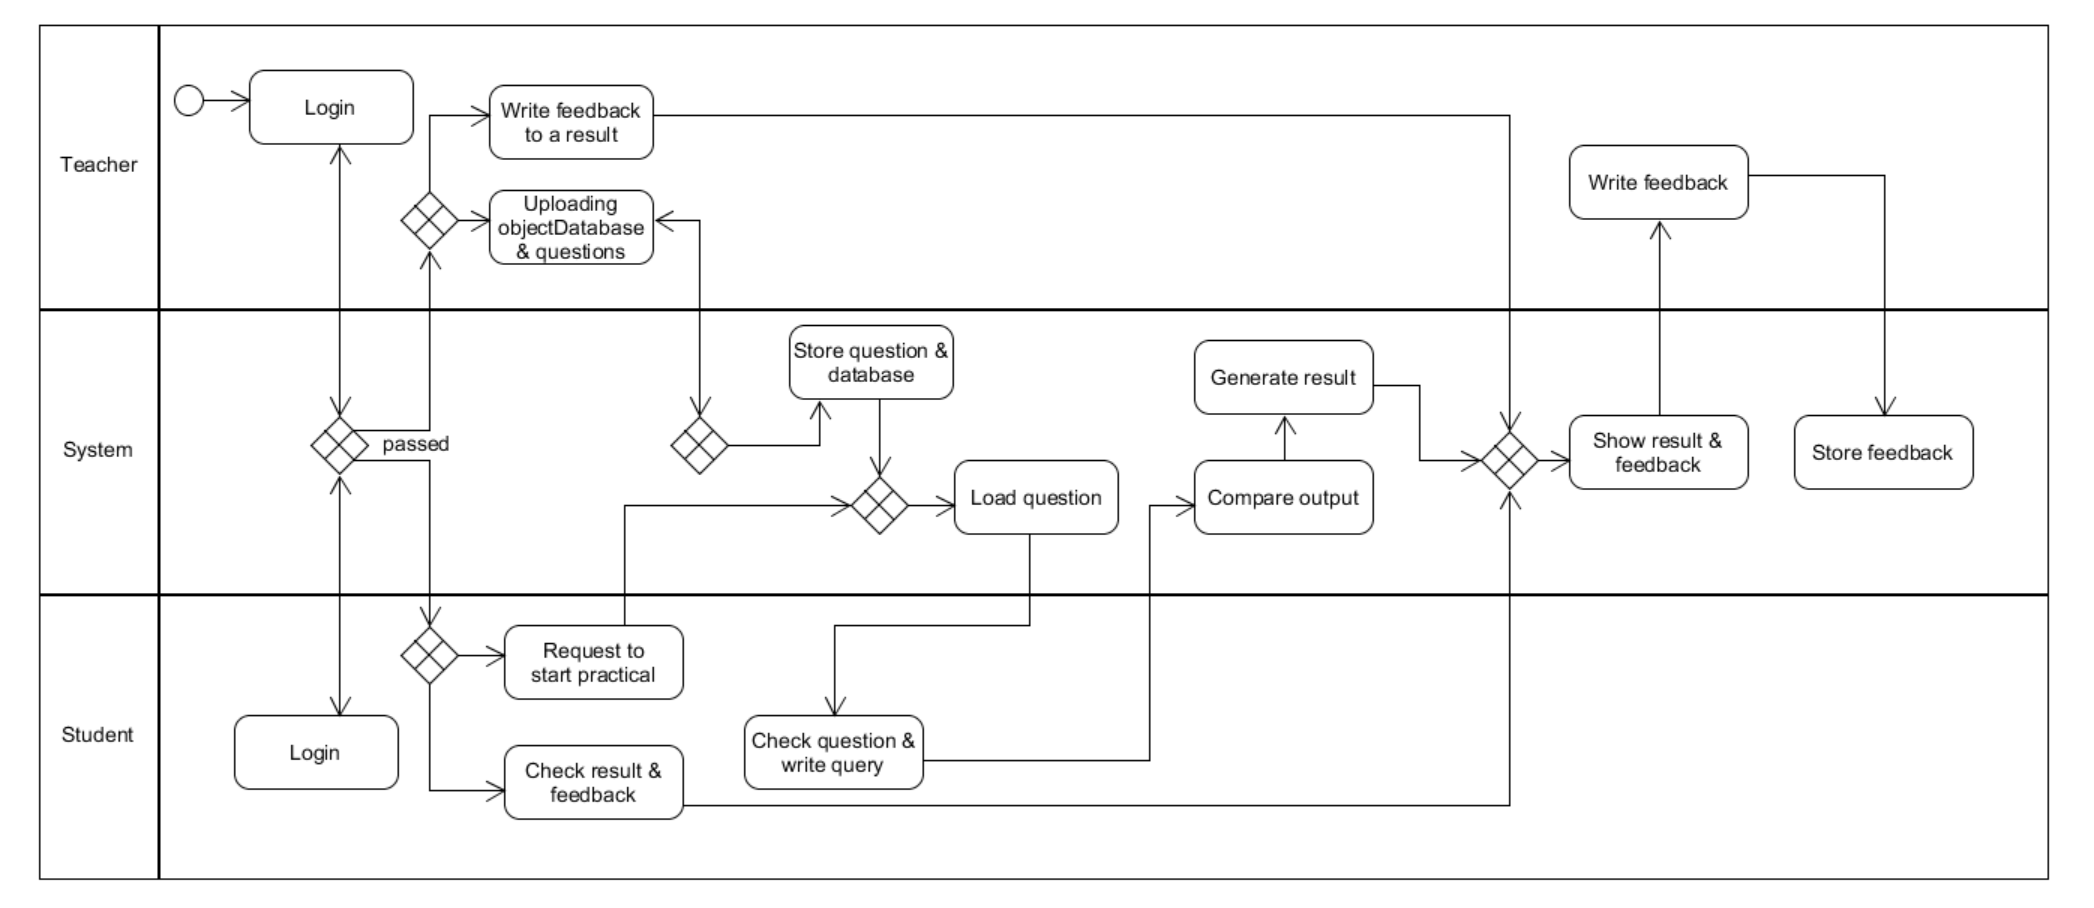 Teacher
Login
Write feedback
to a result
Uploading
objectDatabase
& questions
Write feedback
System
passed
Store question &
database
Load question
Generate result
Compare output
Show result &
feedback
Store feedback
Student
Login
Request to
start practical
Check result &
feedback
Check question &
write query